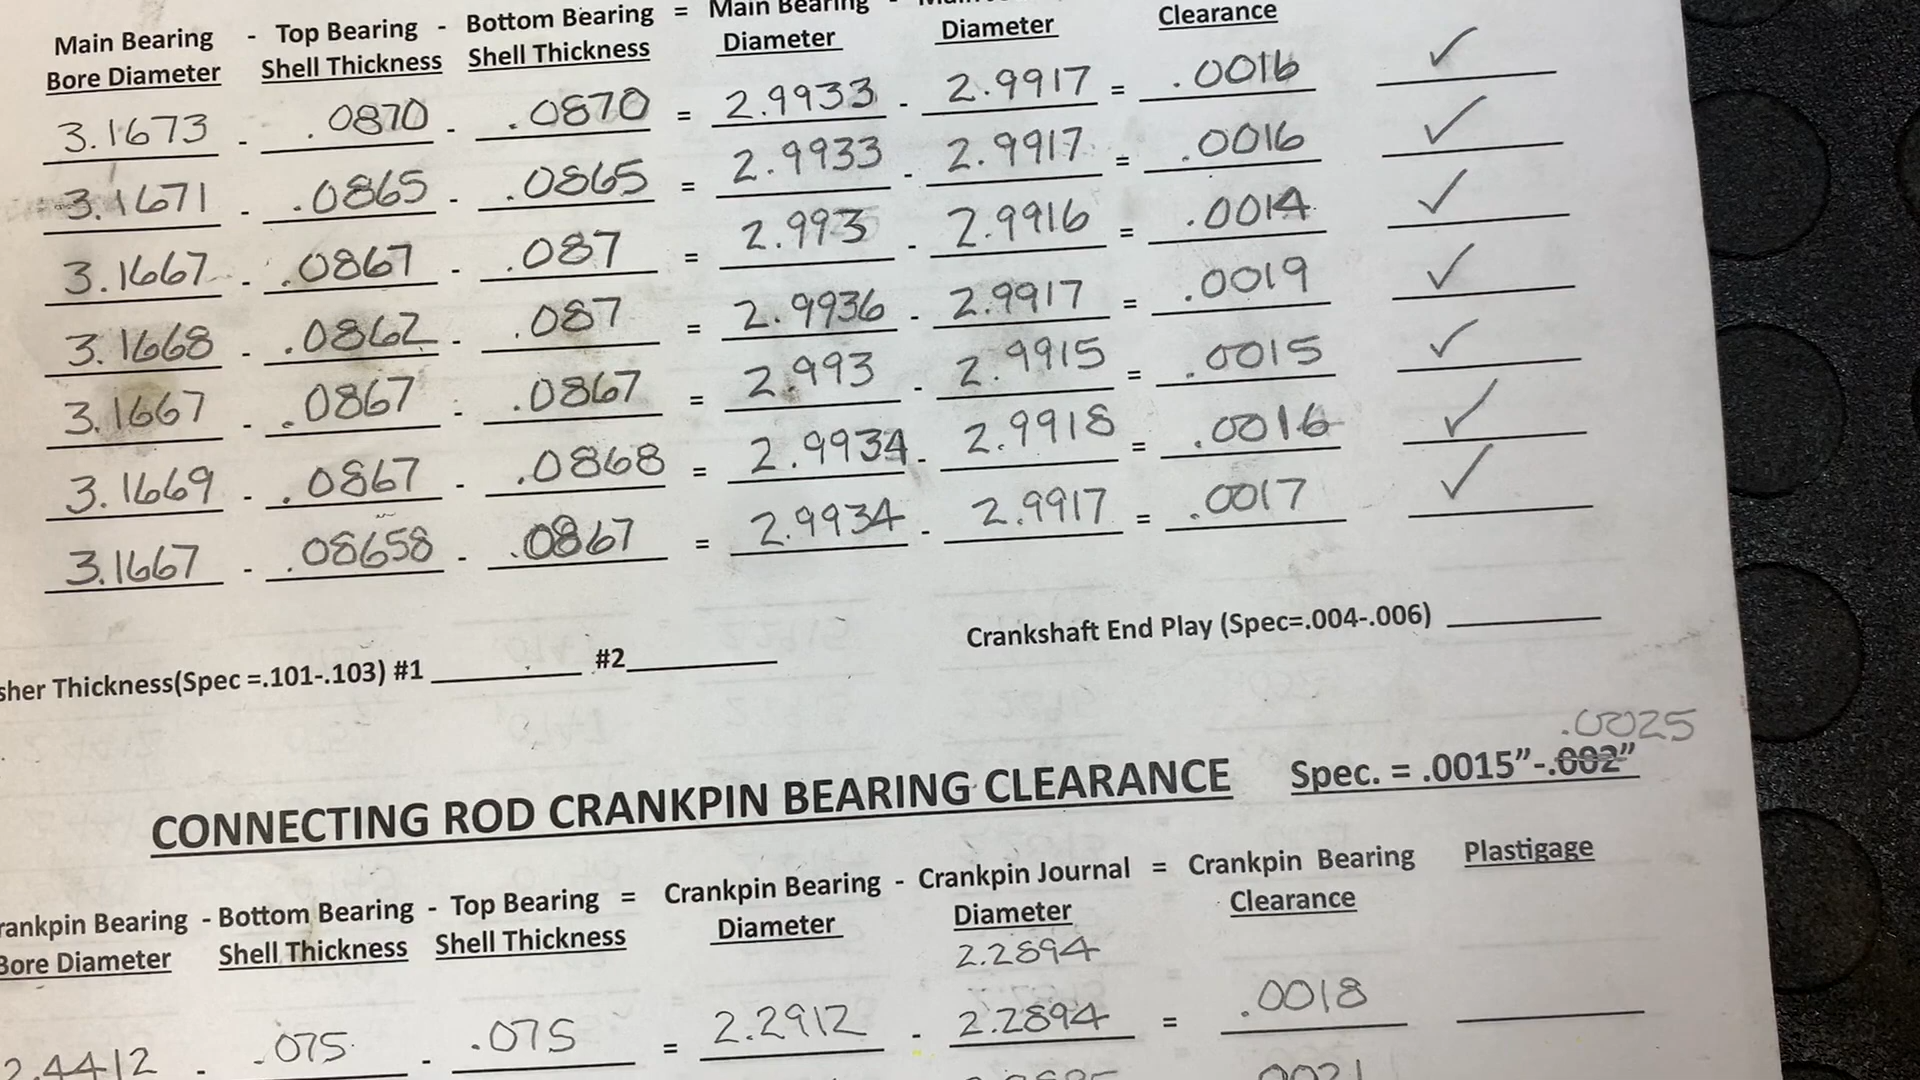 Main Bearing - Top Bearing - Bottom Bearing = Main Bearing -
Bore Diameter Shell Thickness Shell Thickness Diameter Diameter Clearance
3.1673 - .0870 - .0870 = 2.9933 - 2.9917 = .0016 ✓
3.1671 - .0865 - .0865 = 2.9933 - 2.9917 = .0016 ✓
3.1667 - .0867 - .087 = 2.993 - 2.9916 = .0014 ✓
3.1668 - .0862 - .087 = 2.9936 - 2.9917 = .0019 ✓
3.1667 - .0867 - .0867 = 2.993 - 2.9915 = .0015 ✓
3.1669 - .0867 - .0868 = 2.9934 - 2.9918 = .0016 ✓
3.1667 - .08658 - .0867 = 2.9934 - 2.9917 = .0017 ✓
Crankshaft End Play (Spec=.004-.006)
sher Thickness(Spec =.101-.103) #1 #2
.0025
CONNECTING ROD CRANKPIN BEARING CLEARANCE Spec. = .0015”-.002”
rankpin Bearing - Bottom Bearing - Top Bearing = Crankpin Bearing - Crankpin Journal = Crankpin Bearing Plastigage
Bore Diameter Shell Thickness Shell Thickness Diameter Diameter Clearance
2.2894
2.4412 - .075 - .075 = 2.2912 - 2.2894 = .0018
.0021